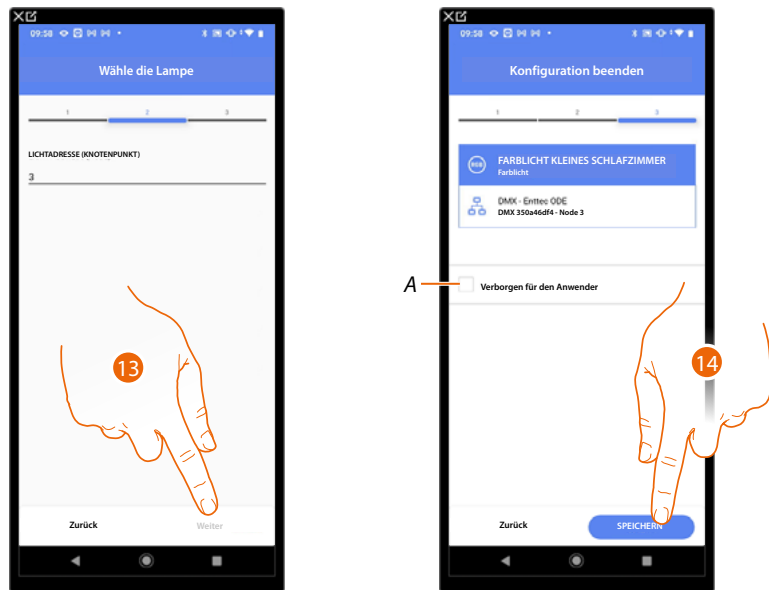 09:58
Wähle die Lampe
1 2 3
LICHTADRESSE (KNOTENPUNKT)
3
13
Zurück Weiter
09:58
Konfiguration beenden
1 2 3
RGB
FARBLICHT KLEINES SCHLAFZIMMER
Farblicht
DMX - Enttec ODE
DMX 350a46df4 - Node 3
A
Verborgen für den Anwender
14
Zurück SPEICHERN